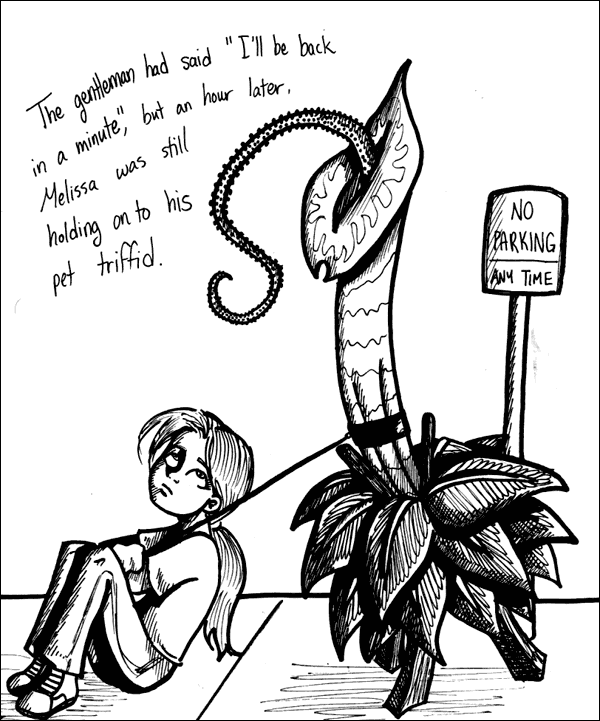 The gentleman had said "I'll be back
in a minute", but an hour later,
Melissa was still
holding on to his
pet triffid.
NO
PARKING
ANY TIME